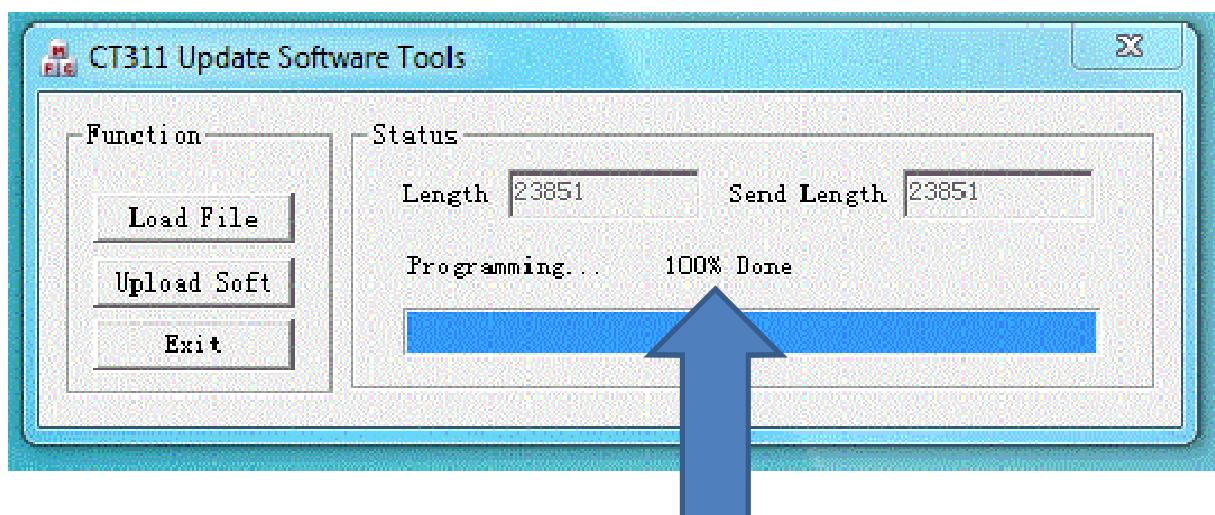 CT311 Update Software Tools
Function
Load File
Upload Soft
Exit
Status
Length 23851 Send Length 23851
Programming... 100% Done